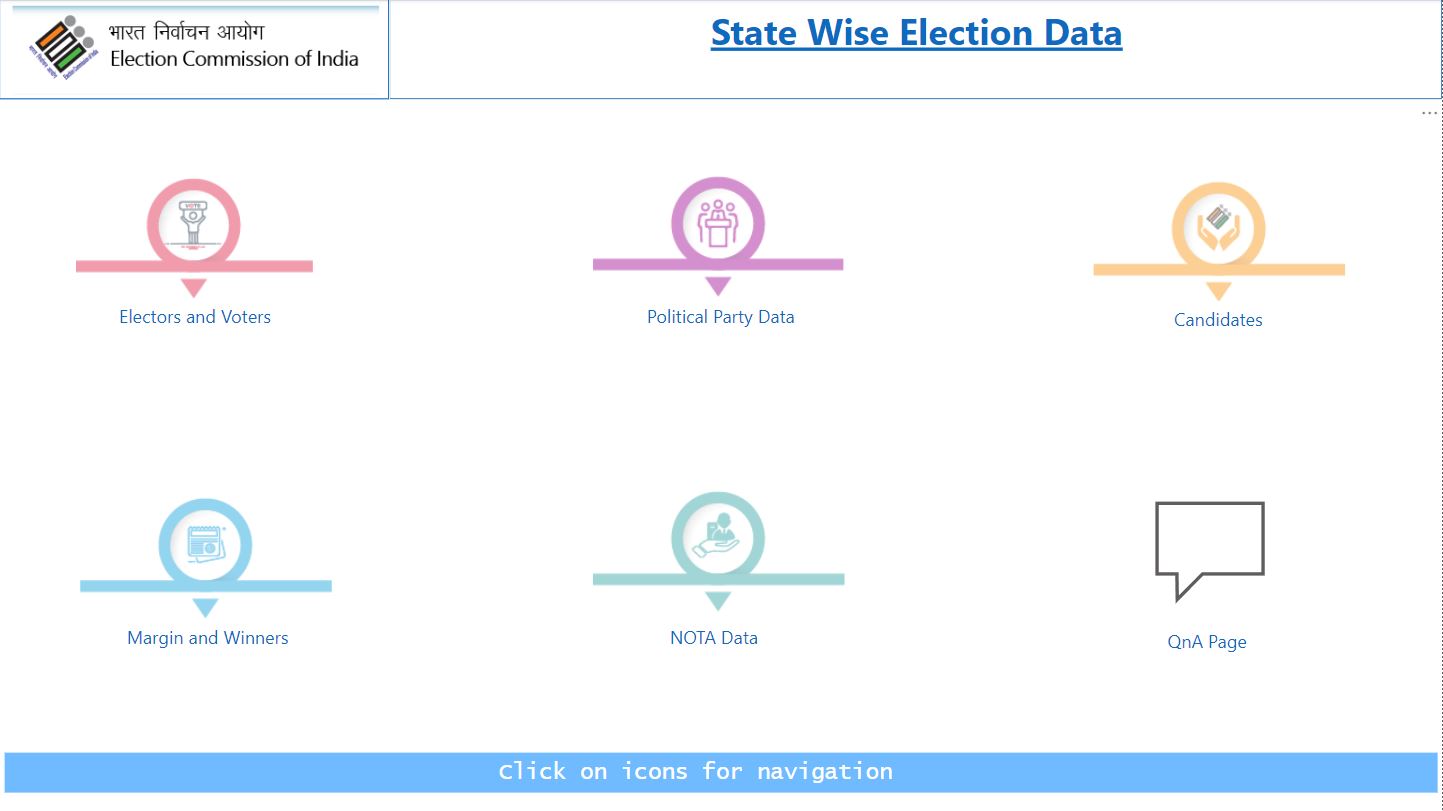 भारत निर्वाचन आयोग
Election Commission of India
State Wise Election Data
...
VOTE
Electors and Voters
Political Party Data
Candidates
Margin and Winners
NOTA Data
QnA Page
Click on icons for navigation